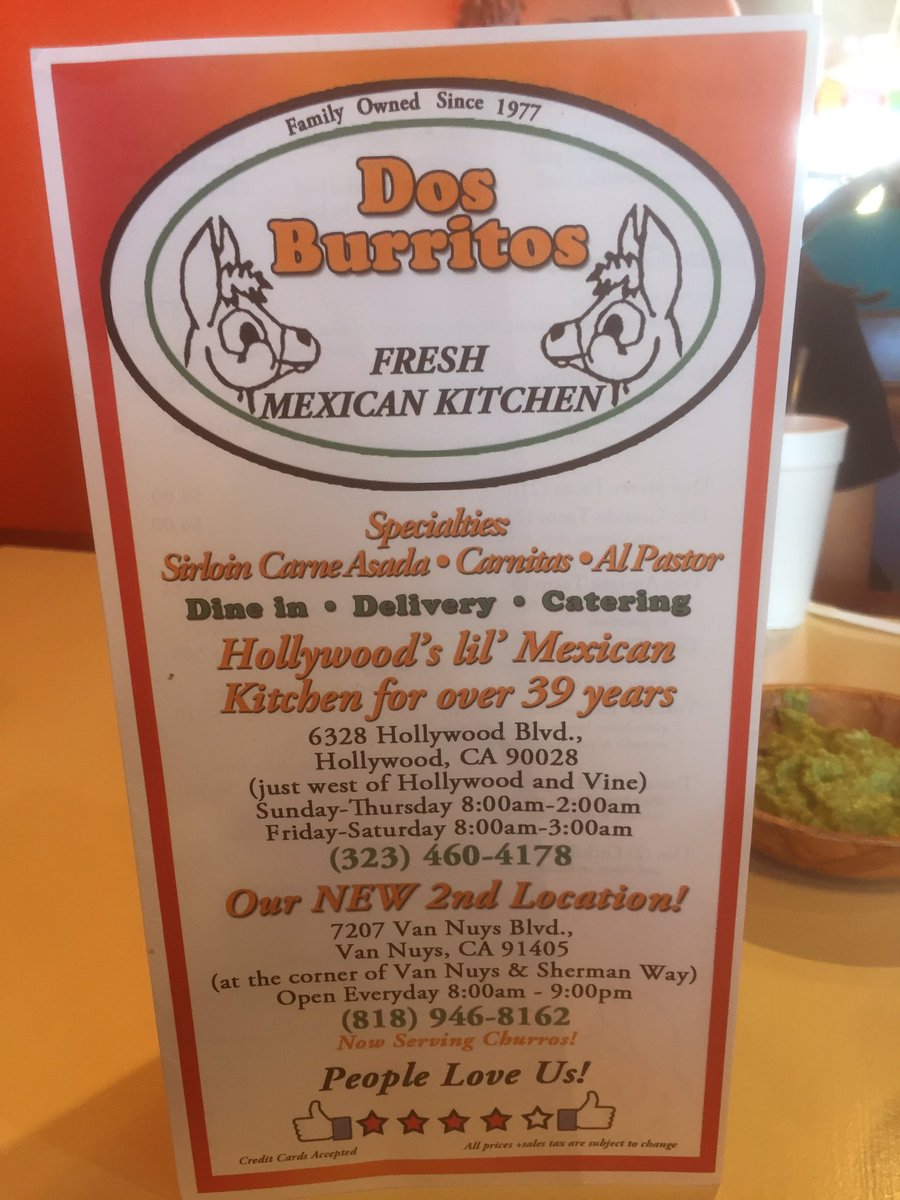 Family Owned Since 1977
Dos
Burritos
FRESH
MEXICAN KITCHEN
Specialties:
Sirloin Carne Asada • Carnitas • Al Pastor
Dine in • Delivery • Catering
Hollywood's lil' Mexican
Kitchen for over 39 years
6328 Hollywood Blvd.,
Hollywood, CA 90028
(just west of Hollywood and Vine)
Sunday-Thursday 8:00am-2:00am
Friday-Saturday 8:00am-3:00am
(323) 460-4178
Our NEW 2nd Location!
7207 Van Nuys Blvd.,
Van Nuys, CA 91405
(at the corner of Van Nuys & Sherman Way)
Open Everyday 8:00am - 9:00pm
(818) 946-8162
Now Serving Churros!
People Love Us!
Credit Cards Accepted
All prices +sales tax are subject to change